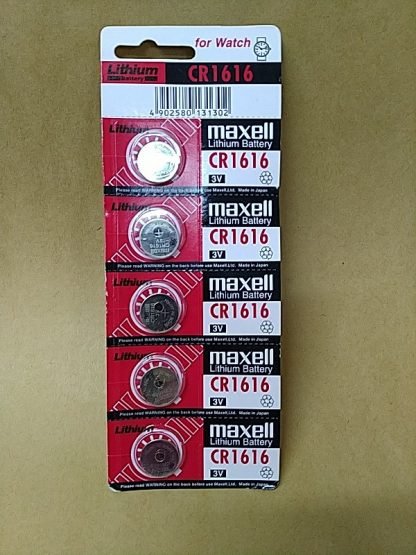 for Watch
Lithium
Battery
CR1616
4 902580 131302
Lithium
maxell
Lithium Battery
CR1616
3V
Please read WARNING on the back before use Maxell, Ltd. Made in Japan
Lithium
maxell
Lithium Battery
CR1616
3V
maxell
CR1616
3V
Please read WARNING on the back before use Maxell, Ltd. Made in Japan
Lithium
maxell
Lithium Battery
CR1616
3V
Please read WARNING on the back before use Maxell, Ltd. Made in Japan
Lithium
maxell
Lithium Battery
CR1616
3V
Please read WARNING on the back before use Maxell, Ltd. Made in Japan
Lithium
maxell
Lithium Battery
CR1616
3V
Please read WARNING on the back before use Maxell, Ltd. Made in Japan